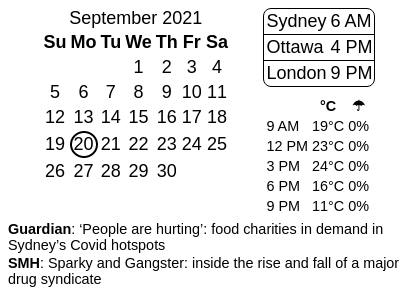 September 2021
Su Mo Tu We Th Fr Sa
1 2 3 4
5 6 7 8 9 10 11
12 13 14 15 16 17 18
19 20 21 22 23 24 25
26 27 28 29 30
Sydney 6 AM
Ottawa 4 PM
London 9 PM
°C ☂
9 AM 19°C 0%
12 PM 23°C 0%
3 PM 24°C 0%
6 PM 16°C 0%
9 PM 11°C 0%
Guardian: ‘People are hurting’: food charities in demand in
Sydney’s Covid hotspots
SMH: Sparky and Gangster: inside the rise and fall of a major
drug syndicate